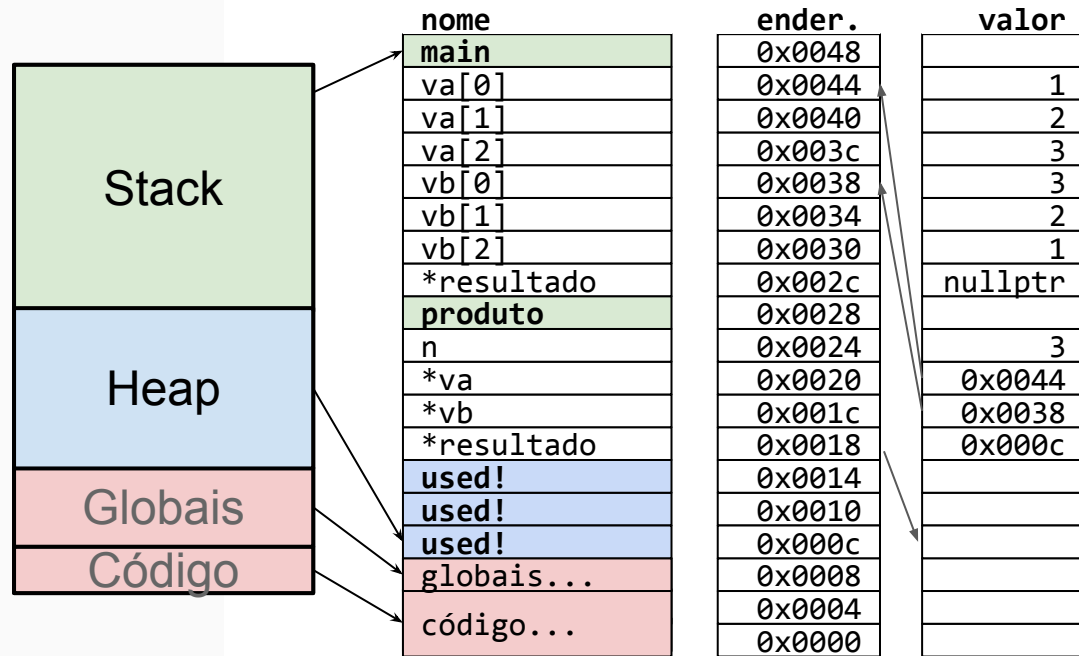 nome ender. valor
main 0x0048
va[0] 0x0044 1
va[1] 0x0040 2
va[2] 0x003c 3
vb[0] 0x0038 3
vb[1] 0x0034 2
vb[2] 0x0030 1
*resultado 0x002c nullptr
produto 0x0028
n 0x0024 3
*va 0x0020 0x0044
*vb 0x001c 0x0038
*resultado 0x0018 0x000c
used! 0x0014
used! 0x0010
used! 0x000c
globais... 0x0008
código... 0x0004
0x0000
Stack
Heap
Globais
Código